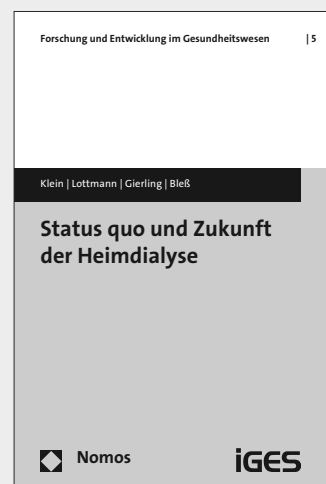 Forschung und Entwicklung im Gesundheitswesen | 5
Klein | Lottmann | Gierling | Bleß
Status quo und Zukunft
der Heimdialyse
Nomos
iGES